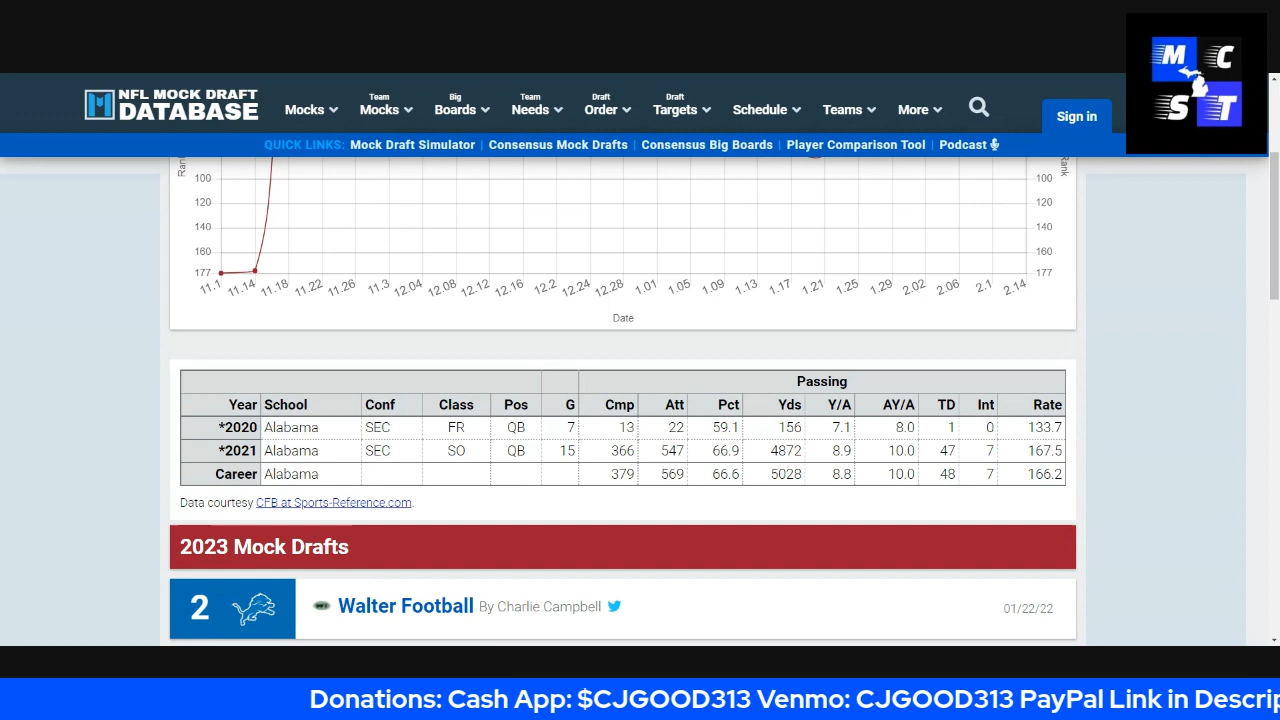 M C
S T
NFL MOCK DRAFT
DATABASE
Mocks
Team
Mocks
Big
Boards
Team
Needs
Draft
Order
Draft
Targets
Schedule
Teams
More
Sign in
QUICK LINKS: Mock Draft Simulator | Consensus Mock Drafts | Consensus Big Boards | Player Comparison Tool | Podcast
Rank
Rank
100 100
120 120
140 140
160 160
177 177
11.1 11.14 11.18 11.22 11.26 11.3 12.04 12.08 12.12 12.16 12.2 12.24 12.28 1.01 1.05 1.09 1.13 1.17 1.21 1.25 1.29 2.02 2.06 2.1 2.14
Date
Passing
Year School Conf Class Pos G Cmp Att Pct Yds Y/A AY/A TD Int Rate
*2020 Alabama SEC FR QB 7 13 22 59.1 156 7.1 8.0 1 0 133.7
*2021 Alabama SEC SO QB 15 366 547 66.9 4872 8.9 10.0 47 7 167.5
Career Alabama 379 569 66.6 5028 8.8 10.0 48 7 166.2
Data courtesy CFB at Sports-Reference.com.
2023 Mock Drafts
2 Walter Football By Charlie Campbell 01/22/22
Donations: Cash App: $CJGOOD313 Venmo: CJGOOD313 PayPal Link in Descrip